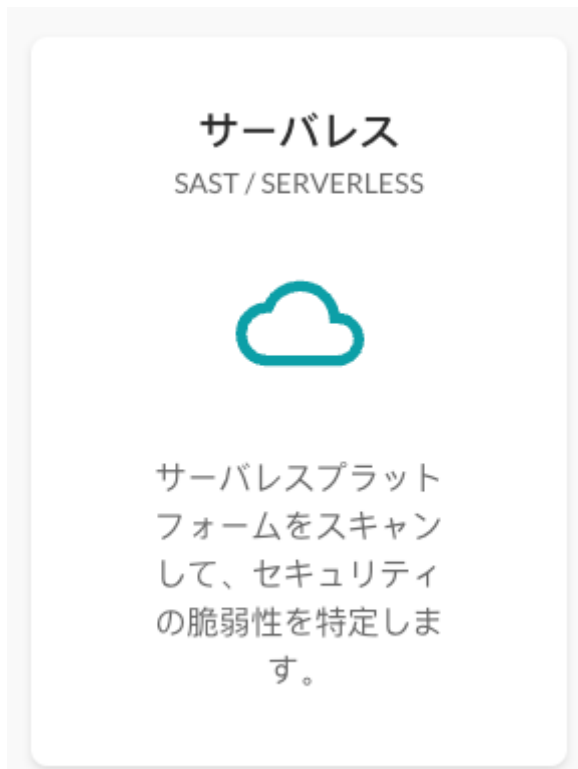 サーバレス
SAST / SERVERLESS
サーバレスプラット
フォームをスキャン
して、セキュリティ
の脆弱性を特定しま
す。